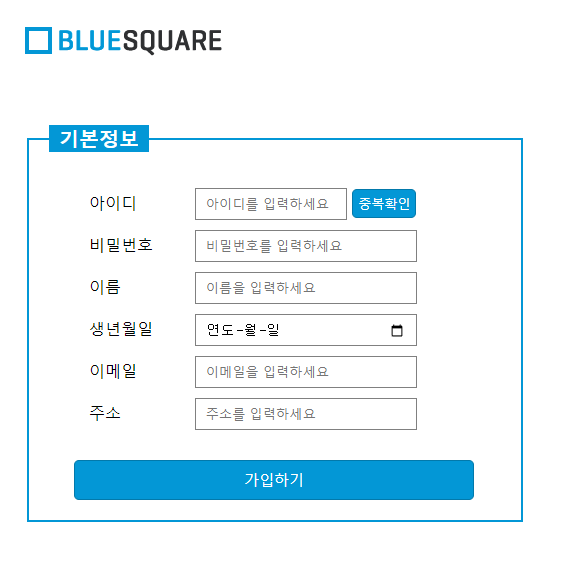 BLUESQUARE
기본정보
아이디 아이디를 입력하세요 중복확인
비밀번호 비밀번호를 입력하세요
이름 이름을 입력하세요
생년월일 연도-월-일
이메일 이메일을 입력하세요
주소 주소를 입력하세요
가입하기